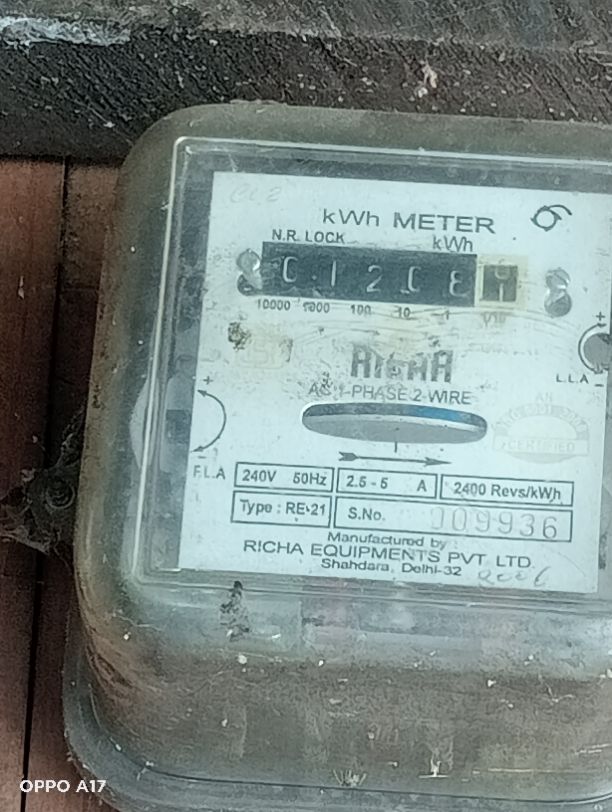 kWh METER
N.R. LOCK kWh
10000 1000 100 10 1 1/10
RICHA
AC 1-PHASE 2-WIRE
L.L.A
F.L.A
CERTIFIED
240V 50Hz 2.5 - 5 A 2400 Revs/kWh
Type : RE-21 S.No. 009936
Manufactured by
RICHA EQUIPMENTS PVT. LTD.
Shahdara, Delhi-32 2006
OPPO A17